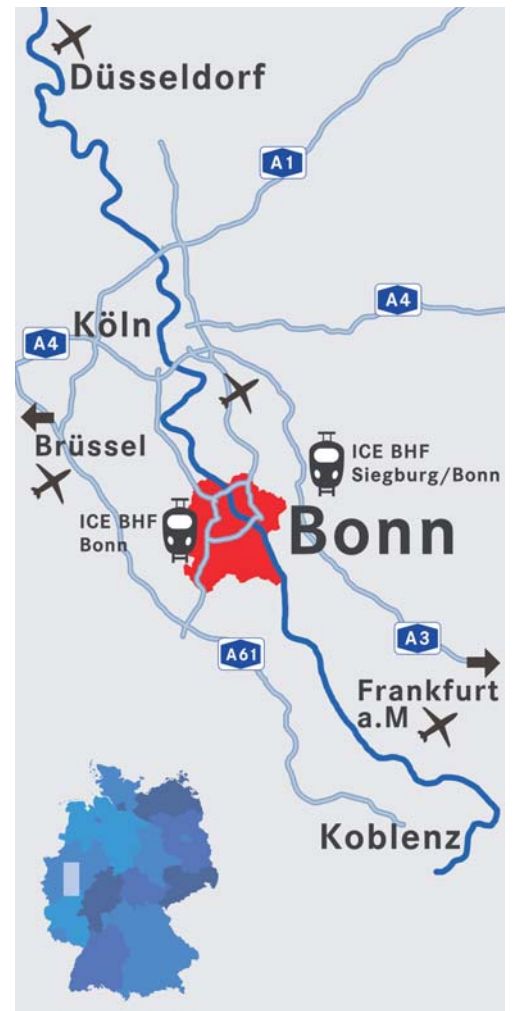 Düsseldorf
A1
A4
Köln
A4
Brüssel
ICE BHF
Siegburg/Bonn
ICE BHF
Bonn
Bonn
A61
A3
Frankfurt
a.M
Koblenz